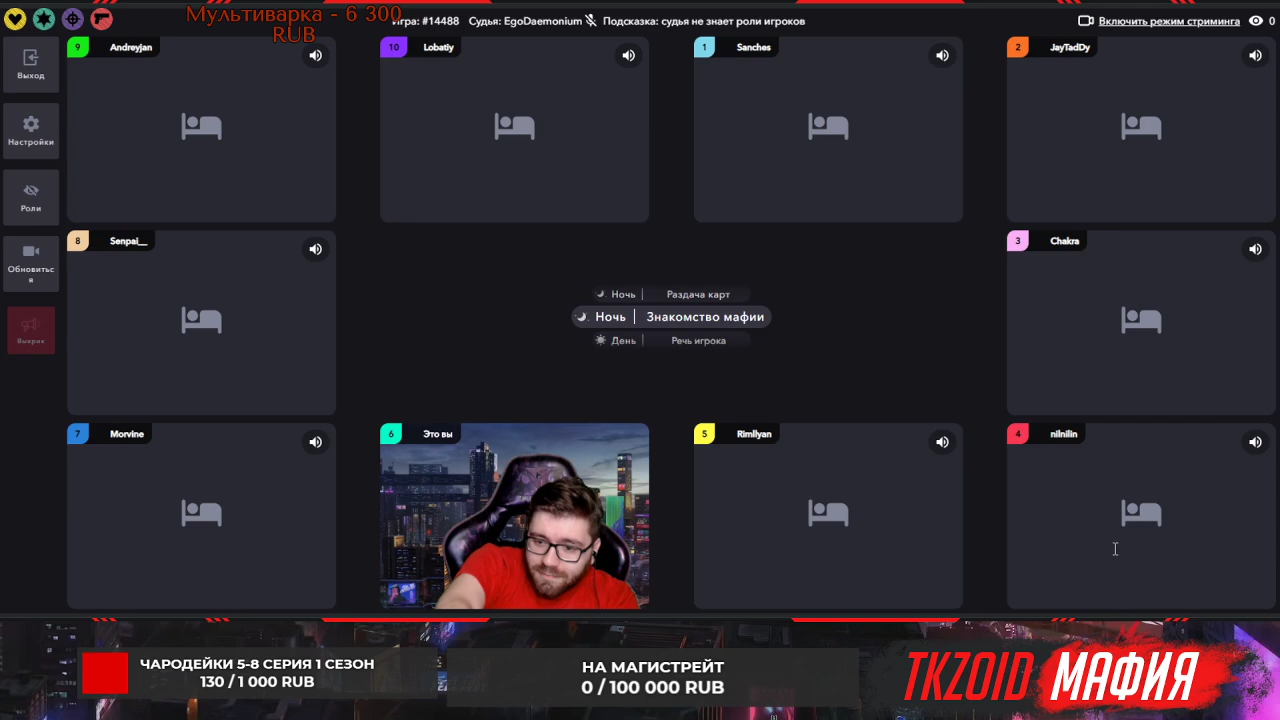 Мультиварка - 6 300
RUB
Игра: #14488 Судья: EgoDaemonium Подсказка: судья не знает роли игроков
Включить режим стриминга 0
Выход
Настройки
Роли
Обновиться
я
Выкрик
9 Andreyjan
10 Lobatiy
1 Sanches
2 JayTadDy
8 Senpai__
3 Chakra
Ночь | Раздача карт
Ночь | Знакомство мафии
День | Речь игрока
7 Morvine
6 Это вы
5 Rimllyan
4 nilnilin
ЧАРОДЕЙКИ 5-8 СЕРИЯ 1 СЕЗОН
130 / 1 000 RUB
НА МАГИСТРЕЙТ
0 / 100 000 RUB
TKZOID МАФИЯ